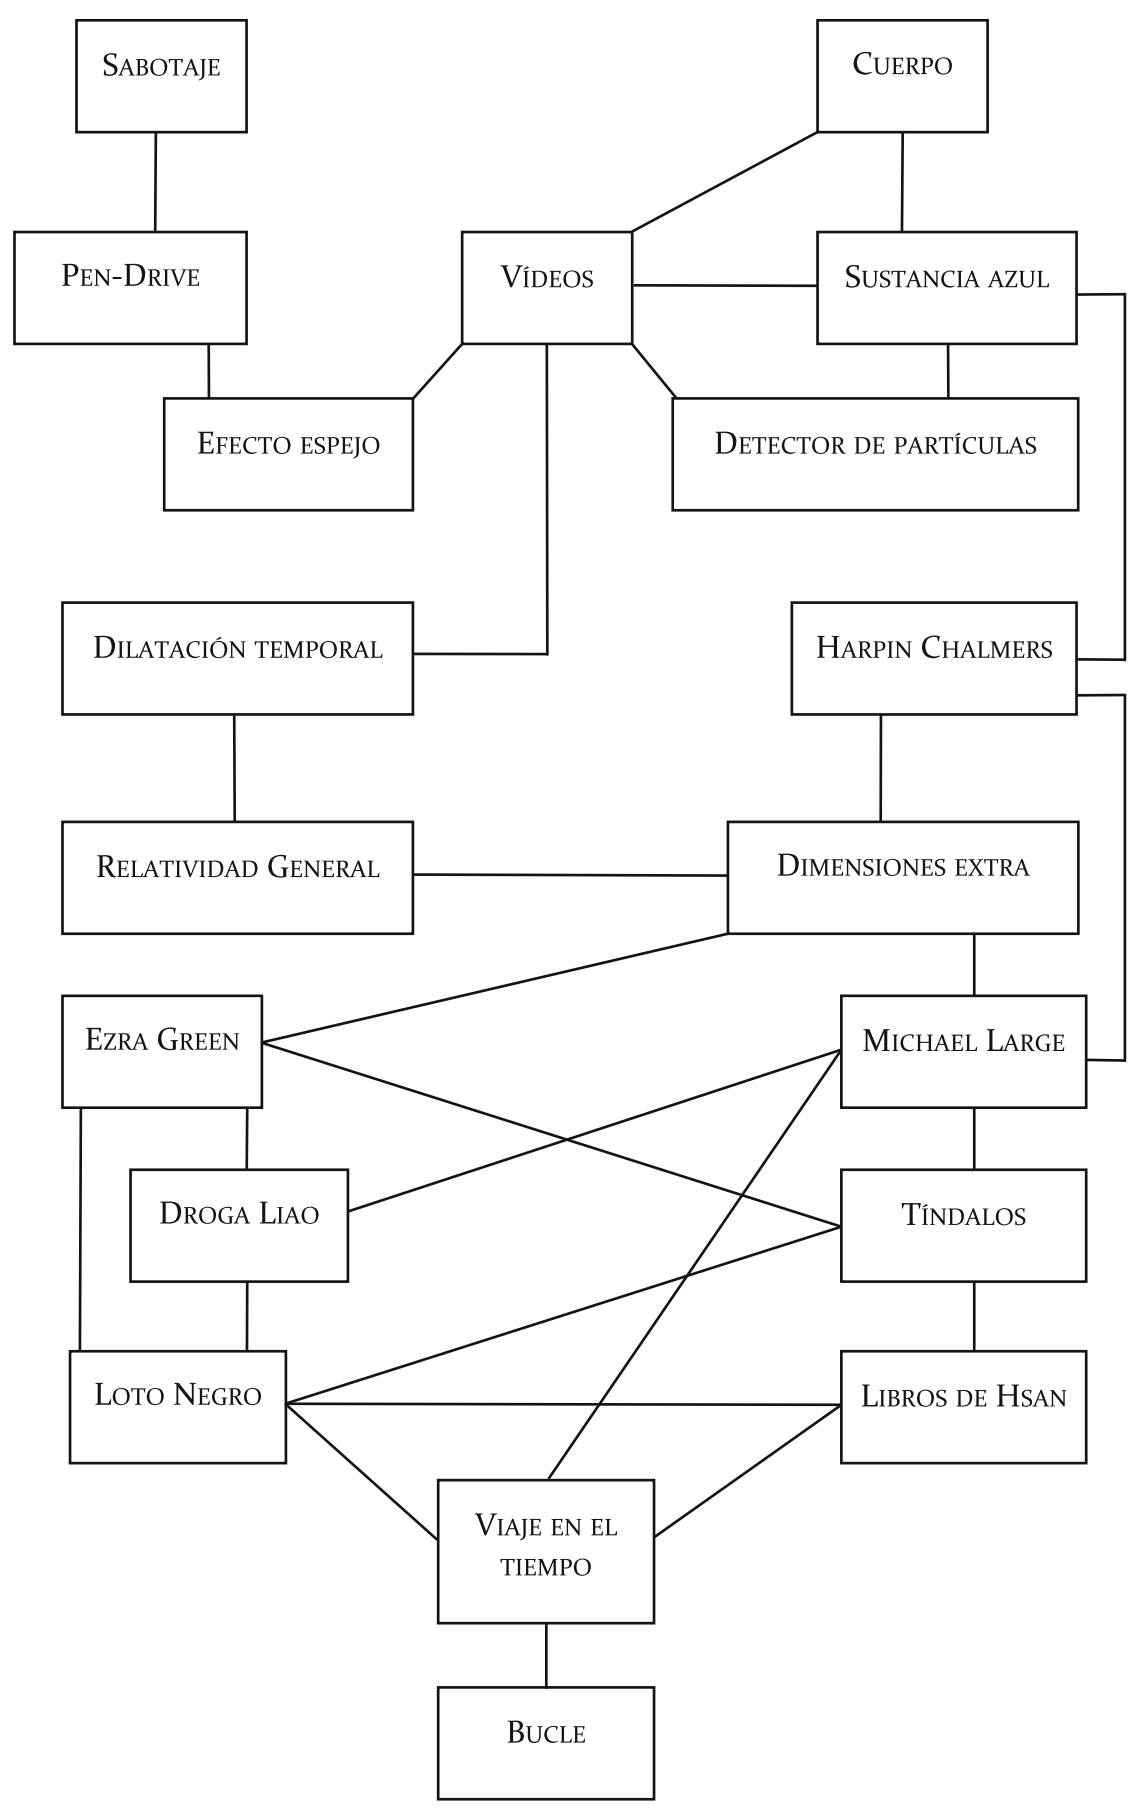 Sabotaje
Cuerpo
Pen-Drive
Vídeos
Sustancia azul
Efecto espejo
Detector de partículas
Dilatación temporal
Harpin Chalmers
Relatividad General
Dimensiones extra
Ezra Green
Michael Large
Droga Liao
Tíndalos
Loto Negro
Libros de Hsan
Viaje en el
tiempo
Bucle